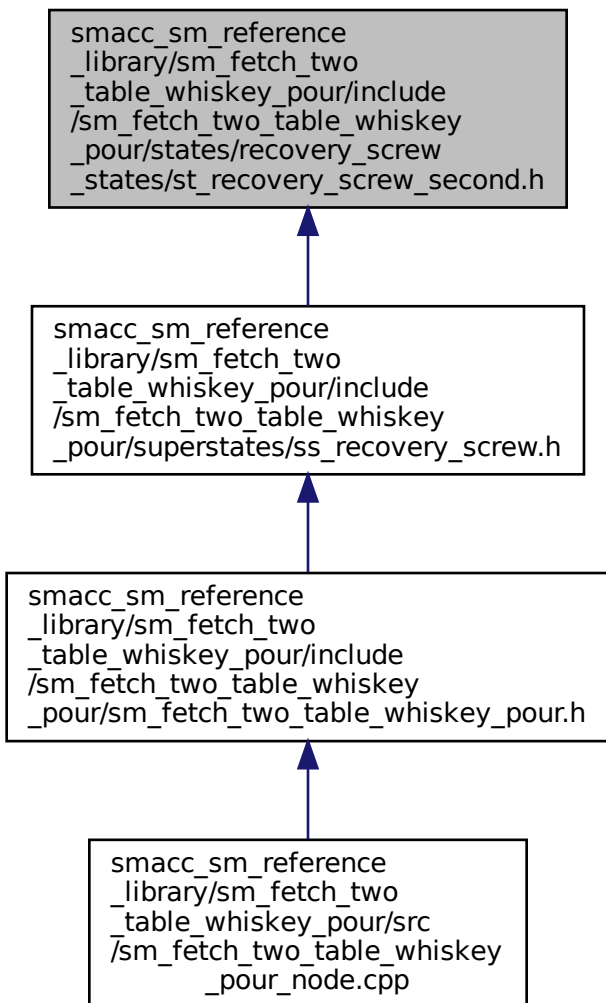 smacc_sm_reference
_library/sm_fetch_two
_table_whiskey_pour/include
/sm_fetch_two_table_whiskey
_pour/states/recovery_screw
_states/st_recovery_screw_second.h
smacc_sm_reference
_library/sm_fetch_two
_table_whiskey_pour/include
/sm_fetch_two_table_whiskey
_pour/superstates/ss_recovery_screw.h
smacc_sm_reference
_library/sm_fetch_two
_table_whiskey_pour/include
/sm_fetch_two_table_whiskey
_pour/sm_fetch_two_table_whiskey_pour.h
smacc_sm_reference
_library/sm_fetch_two
_table_whiskey_pour/src
/sm_fetch_two_table_whiskey
_pour_node.cpp